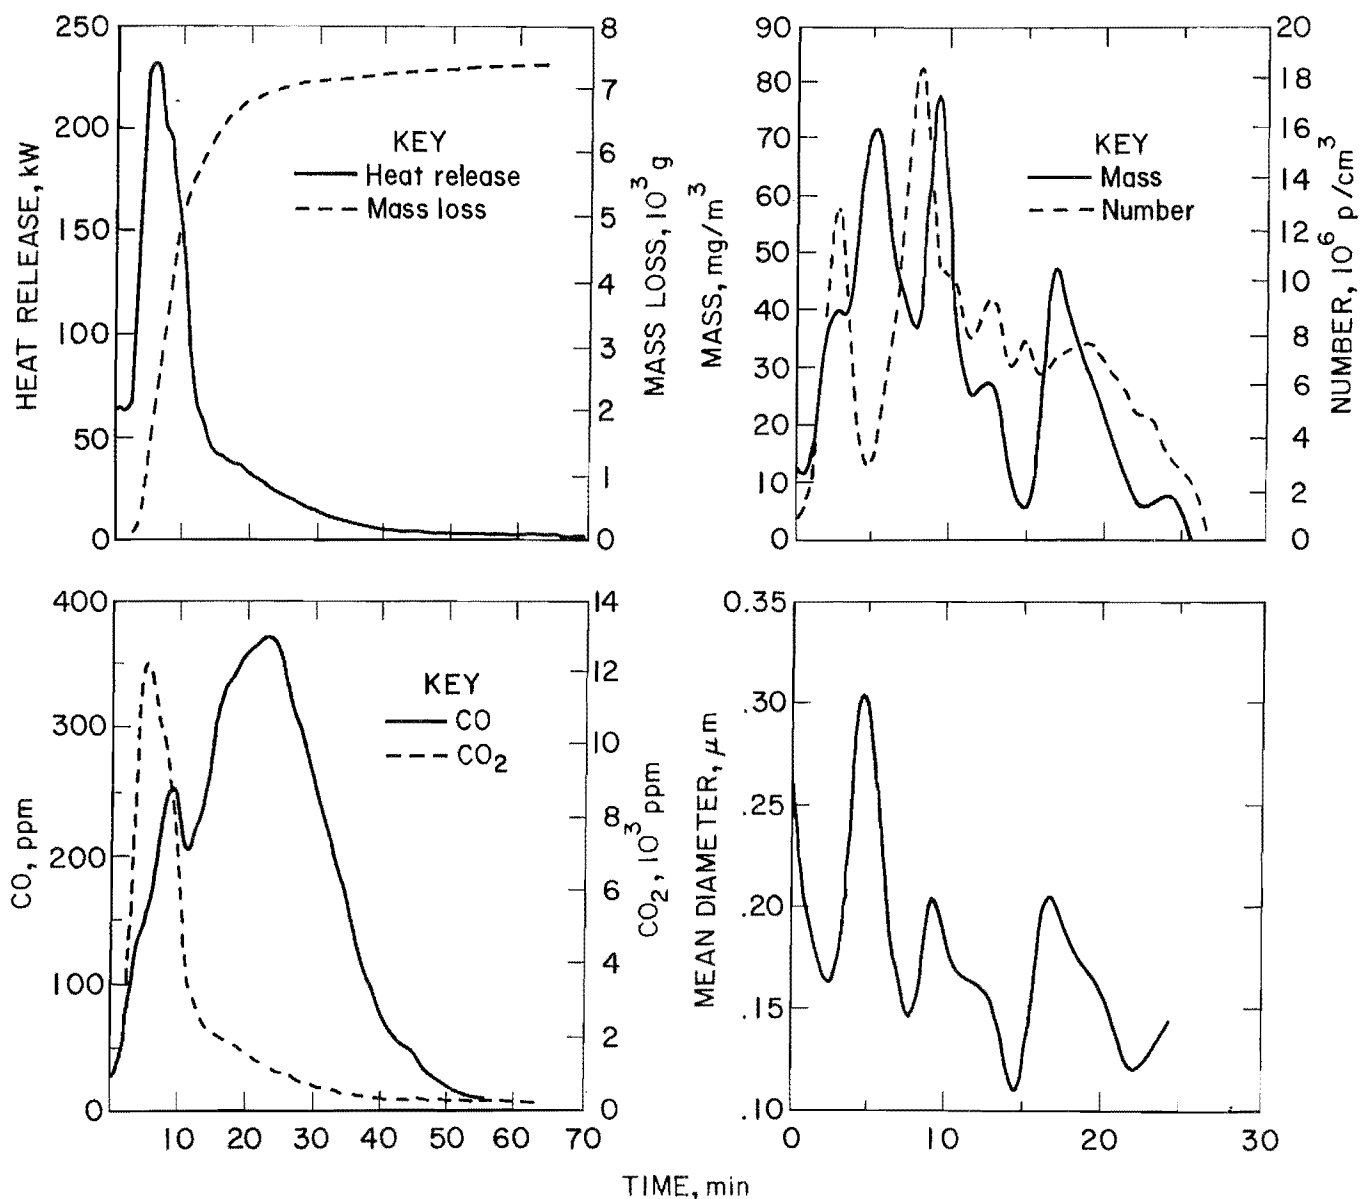 250
200
150
100
50
0
HEAT RELEASE, kW
8
7
6
5
4
3
2
1
0
MASS LOSS, 10³ g
KEY
Heat release
Mass loss
90
80
70
60
50
40
30
20
10
0
MASS, mg/m³
20
18
16
14
12
10
8
6
4
2
0
NUMBER, 10⁶ p/cm³
KEY
Mass
Number
400
300
200
100
0
CO, ppm
14
12
10
8
6
4
2
0
CO₂, 10³ ppm
KEY
CO
CO₂
10 20 30 40 50 60 70
0.35
.30
.25
.20
.15
.10
MEAN DIAMETER, μm
0 10 20 30
TIME, min